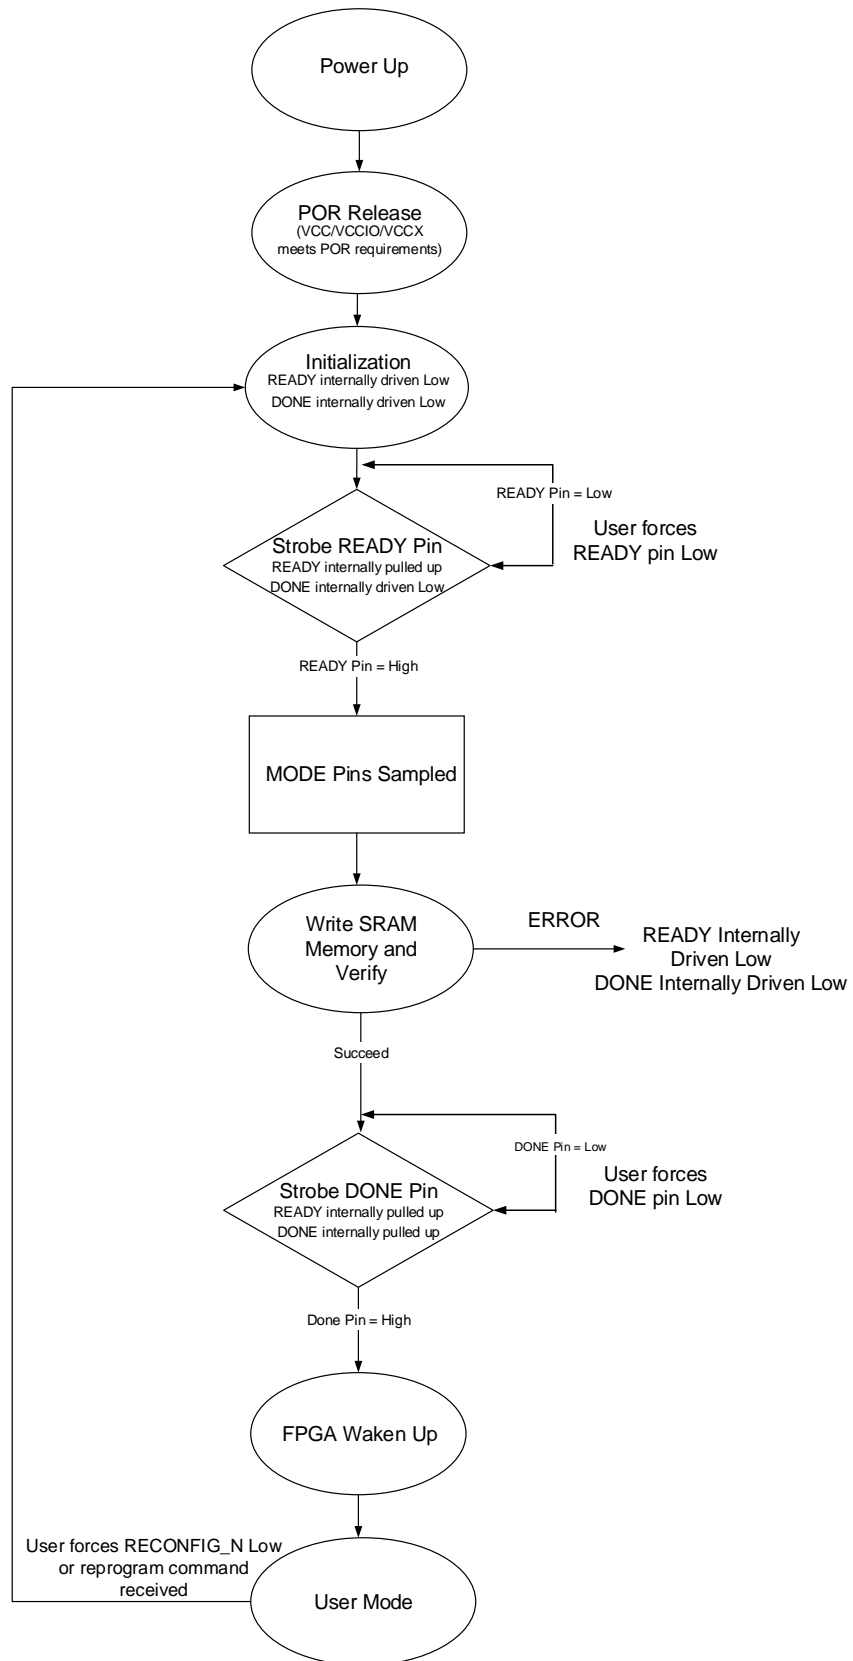 Power Up
POR Release
(VCC/VCCIO/VCCX
meets POR requirements)
Initialization
READY internally driven Low
DONE internally driven Low
READY Pin = Low
User forces
READY pin Low
Strobe READY Pin
READY internally pulled up
DONE internally driven Low
READY Pin = High
MODE Pins Sampled
Write SRAM
Memory and
Verify
ERROR
READY Internally
Driven Low
DONE Internally Driven Low
Succeed
DONE Pin = Low
User forces
DONE pin Low
Strobe DONE Pin
READY internally pulled up
DONE internally pulled up
Done Pin = High
FPGA Waken Up
User forces RECONFIG_N Low
or reprogram command
received
User Mode